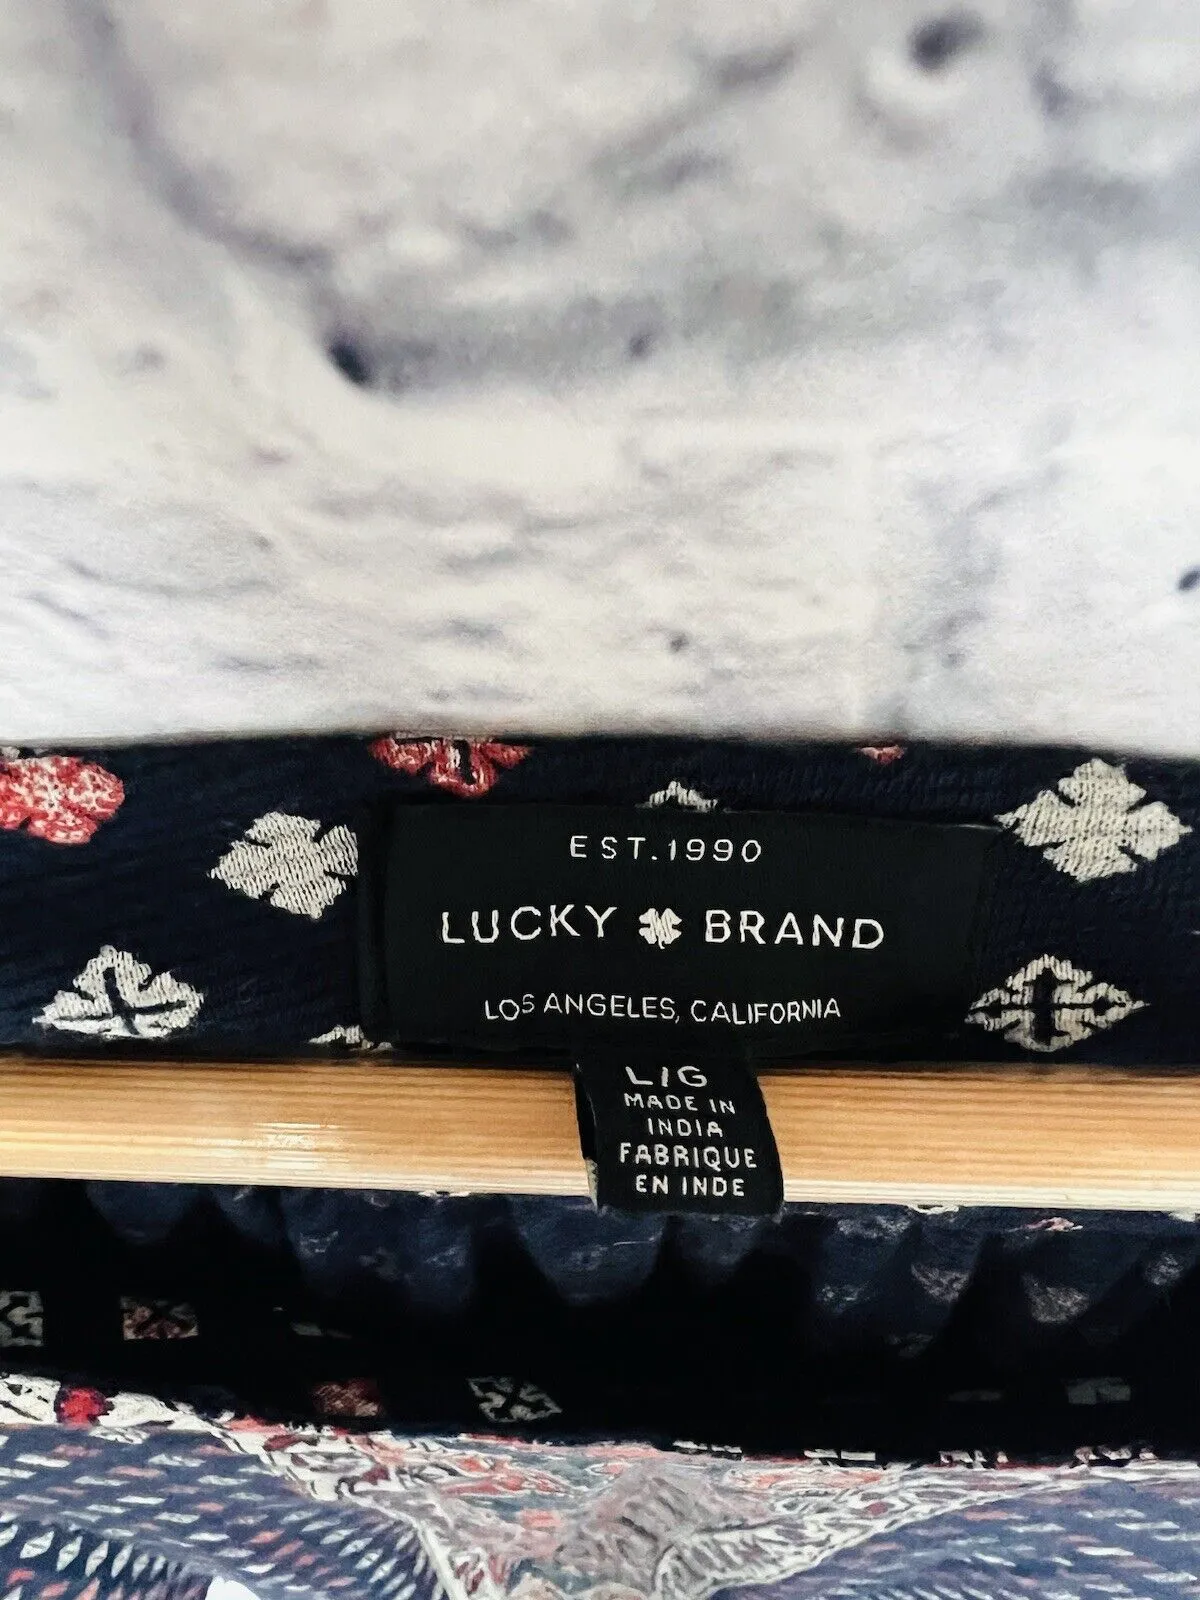 EST.1990
LUCKY BRAND
LOS ANGELES, CALIFORNIA
L/G
MADE IN
INDIA
FABRIQUE
EN INDE